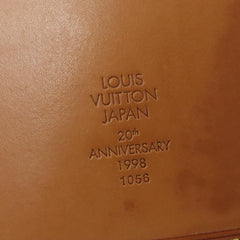 LOUIS
VUITTON
JAPAN
20th
ANNIVERSARY
1998
1056